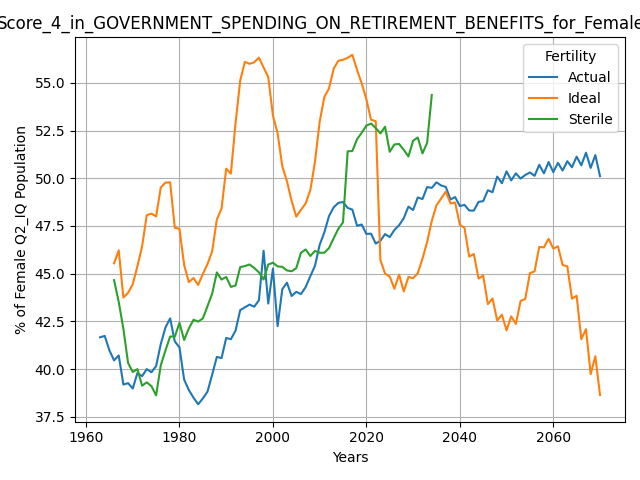 Score_4_in_GOVERNMENT_SPENDING_ON_RETIREMENT_BENEFITS_for_Female
Fertility
Actual
Ideal
Sterile
% of Female Q2_IQ Population
55.0
52.5
50.0
47.5
45.0
42.5
40.0
37.5
1960
1980
2000
2020
2040
2060
Years